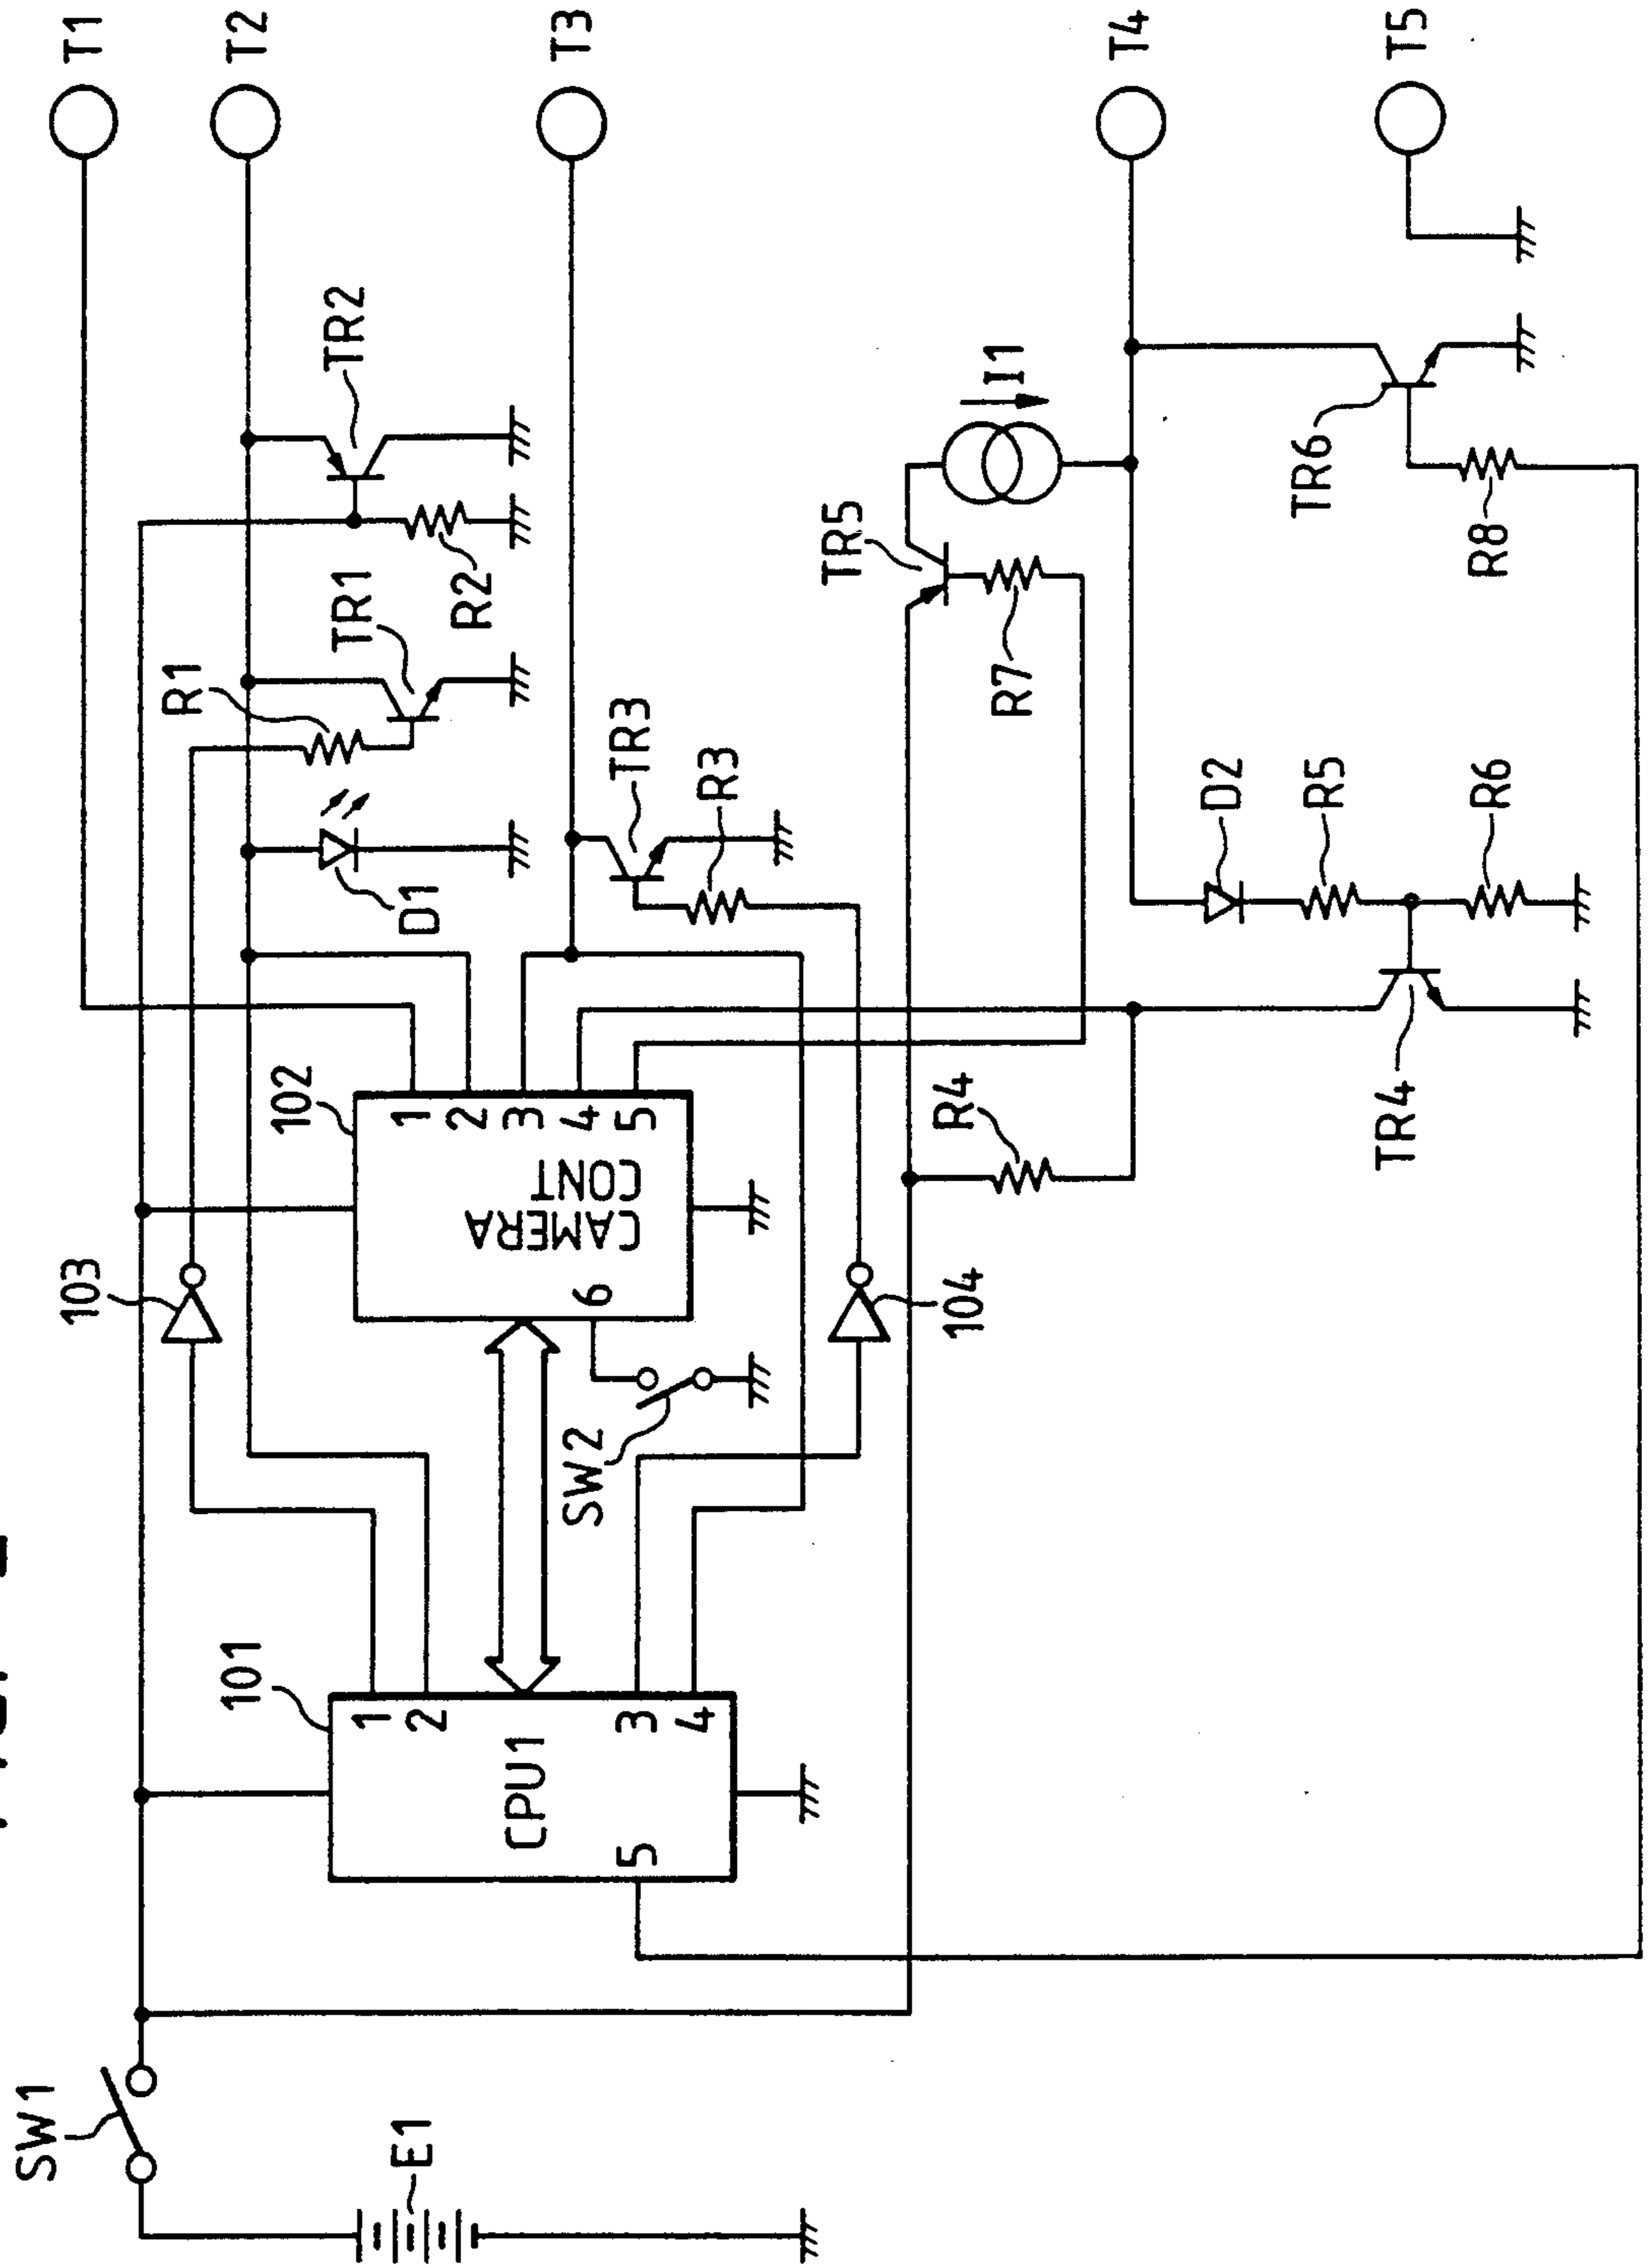 T1
T2
T3
T4
T5
TR2
R2
TR1
R1
D1
TR3
R3
TR5
I1
R7
TR6
R8
D2
R5
R6
TR4
R4
102
1
2
3
4
5
CAMERA
CONT
6
103
104
SW2
101
1
2
3
4
CPU1
5
SW1
E1